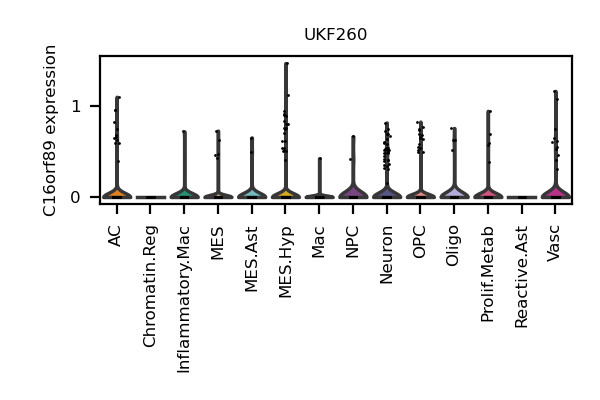 UKF260
C16orf89 expression
1
0
AC
Chromatin.Reg
Inflammatory.Mac
MES
MES.Ast
MES.Hyp
Mac
NPC
Neuron
OPC
Oligo
Prolif.Metab
Reactive.Ast
Vasc